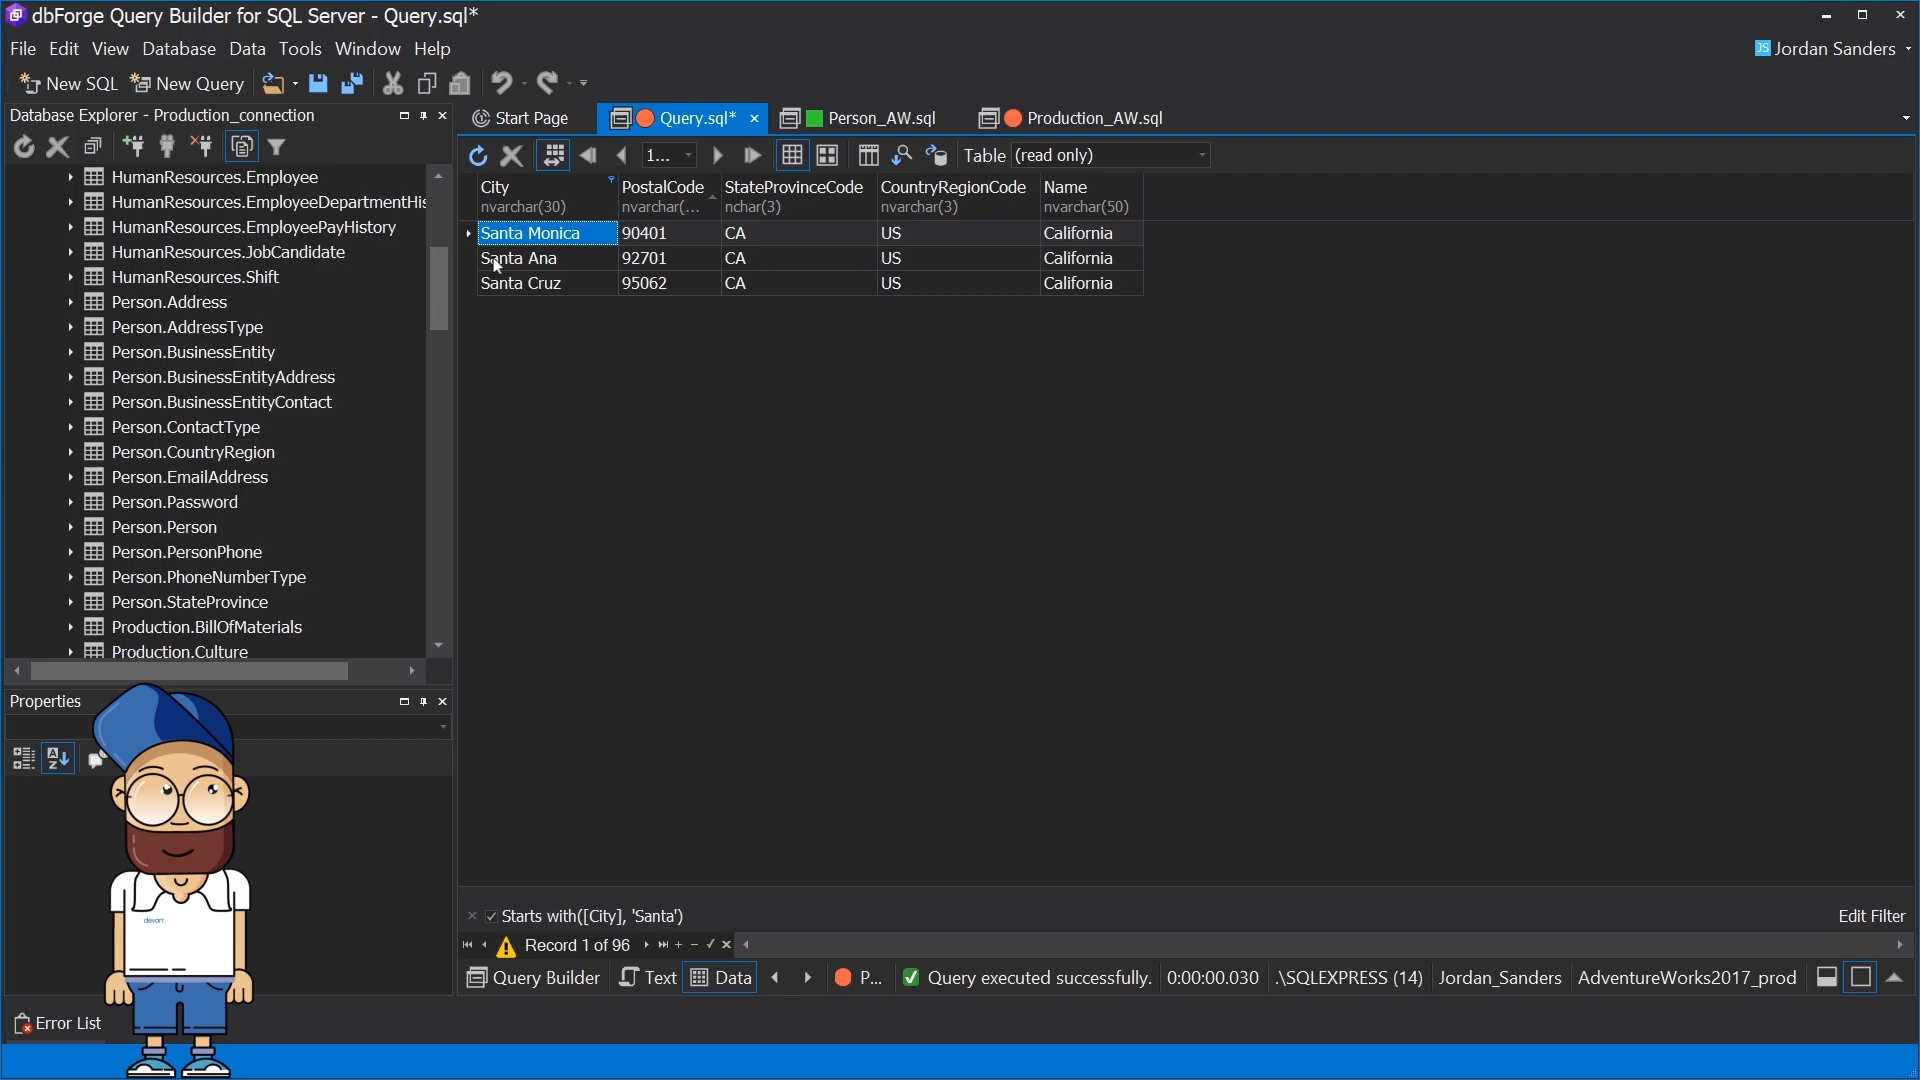 dbForge Query Builder for SQL Server - Query.sql*
File Edit View Database Data Tools Window Help
JS Jordan Sanders
New SQL New Query
Database Explorer - Production_connection
Start Page Query.sql* Person_AW.sql Production_AW.sql
1... Table (read only)
HumanResources.Employee
HumanResources.EmployeeDepartmentHis
HumanResources.EmployeePayHistory
HumanResources.JobCandidate
HumanResources.Shift
Person.Address
Person.AddressType
Person.BusinessEntity
Person.BusinessEntityAddress
Person.BusinessEntityContact
Person.ContactType
Person.CountryRegion
Person.EmailAddress
Person.Password
Person.Person
Person.PersonPhone
Person.PhoneNumberType
Person.StateProvince
Production.BillOfMaterials
Production.Culture
City PostalCode StateProvinceCode CountryRegionCode Name
nvarchar(30) nvarchar(... nchar(3) nvarchar(3) nvarchar(50)
Santa Monica 90401 CA US California
Santa Ana 92701 CA US California
Santa Cruz 95062 CA US California
Properties
A
Z
devart
Starts with([City], 'Santa')
Edit Filter
Record 1 of 96
Query Builder Text Data P... Query executed successfully. 0:00:00.030 .\SQLEXPRESS (14) Jordan_Sanders AdventureWorks2017_prod
Error List